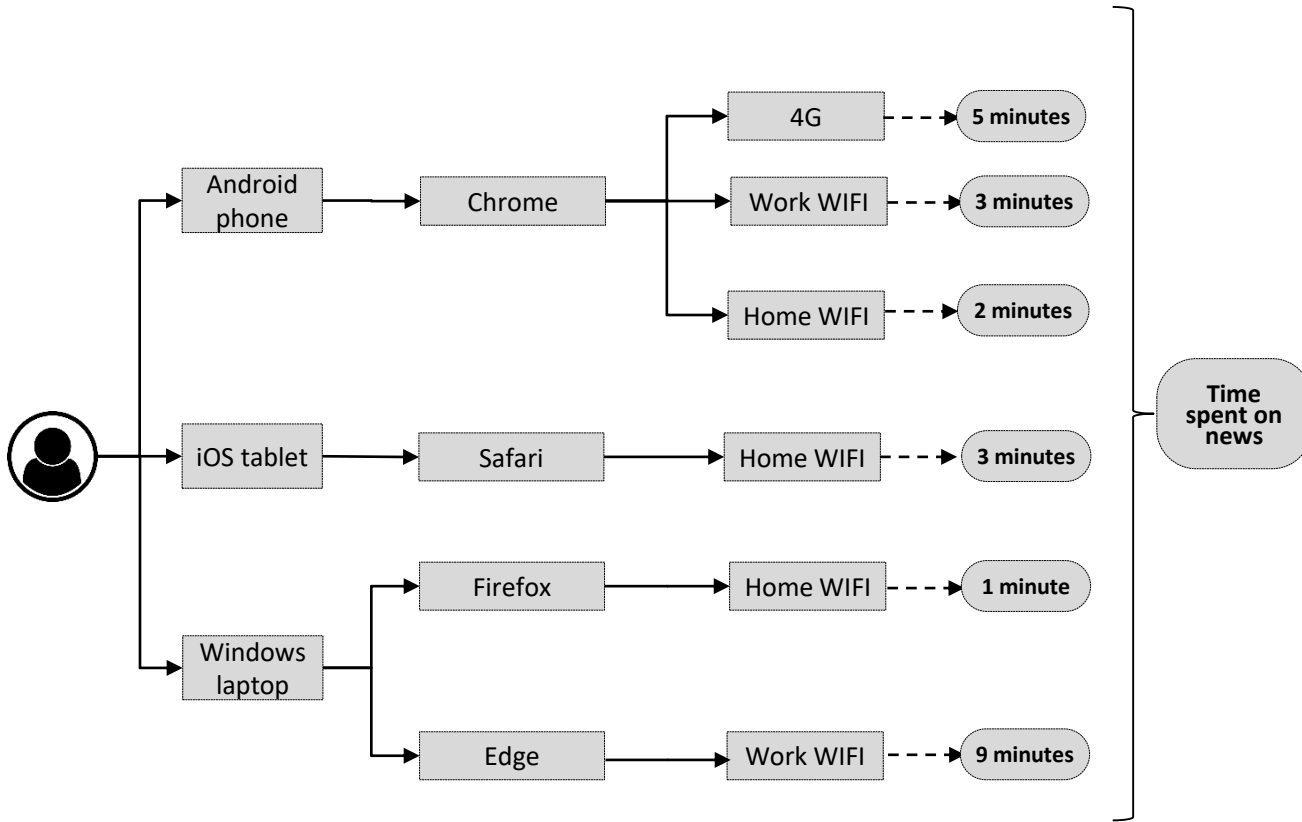 4G
5 minutes
Android
phone
Chrome
Work WIFI
3 minutes
Home WIFI
2 minutes
Time
spent on
news
iOS tablet
Safari
Home WIFI
3 minutes
Firefox
Home WIFI
1 minute
Windows
laptop
Edge
Work WIFI
9 minutes